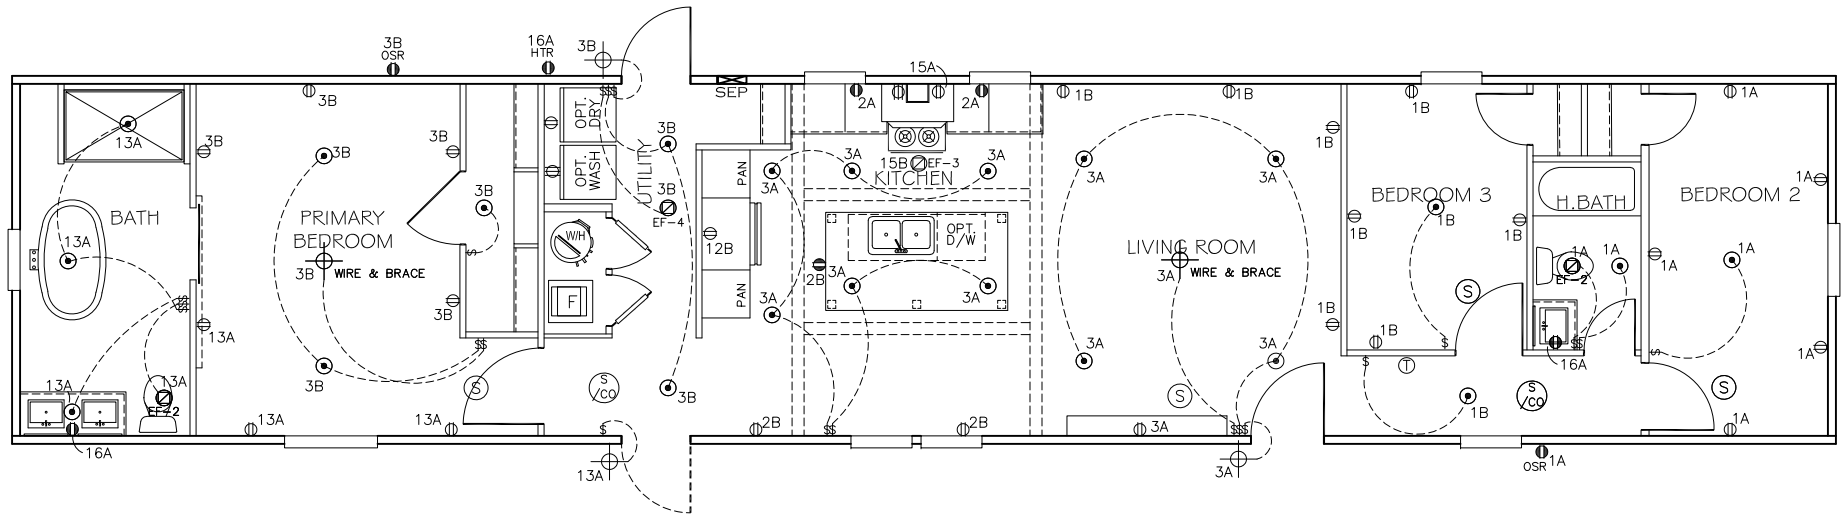 3B
OSR
16A
HTR
3B
SEP
15A
2A
2A
1B
1B
1B
1A
3B
13A
3B
3B
3B
OPT.
DRY
OPT.
WASH
UTILITY
3B
3B
EF-4
PAN
3A
3A
15B
EF-3
3A
KITCHEN
3A
3A
1B
BATH
PRIMARY
BEDROOM
3B
WIRE & BRACE
3B
W/H
F
12B
PAN
2B
3A
3A
3A
OPT.
D/W
LIVING ROOM
3A
WIRE & BRACE
BEDROOM 3
1B
1B
1B
H.BATH
1A
EF-2
1A
1A
BEDROOM 2
1A
1A
13A
$$$
13A
3B
$$
3B
$
$$$
3A
3A
1B
1B
$
S
$$
16A
$
1A
$
T
13A
13A
EF-2
16A
13A
13A
S
S
/CO
$
3B
2B
$$
2B
3A
S
$$$
1B
S
/CO
S
1A
13A
3A
OSR
1A